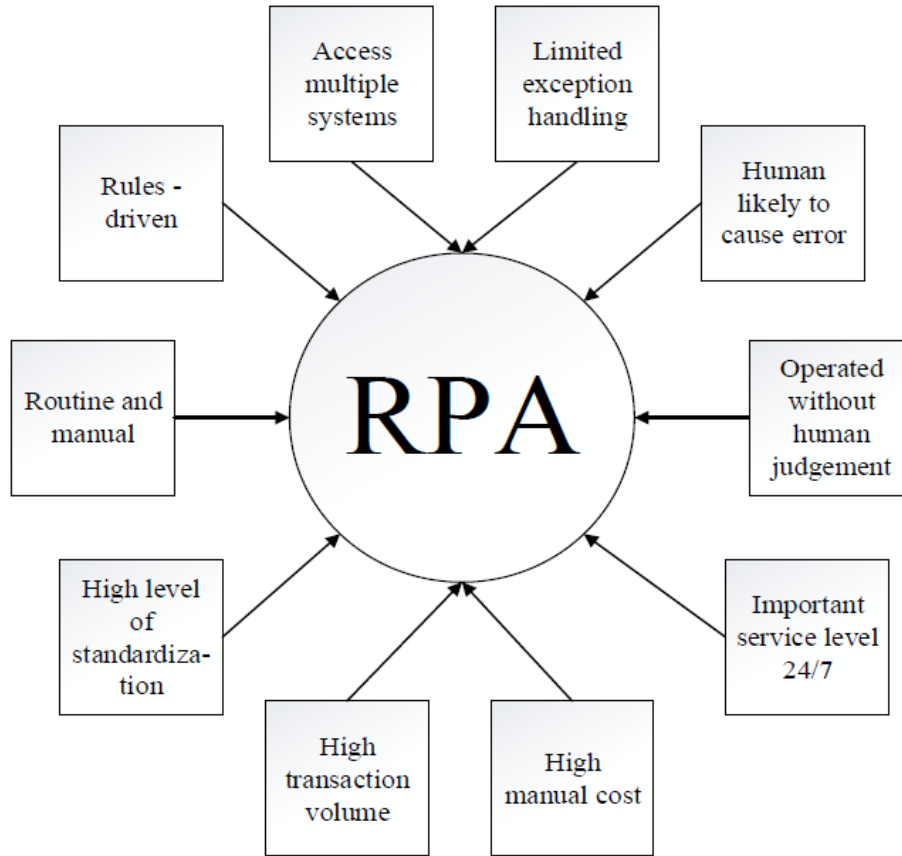 Access
multiple
systems
Limited
exception
handling
Rules -
driven
Human
likely to
cause error
RPA
Routine and
manual
Operated
without
human
judgement
High level
of
standardiza-
tion
Important
service level
24/7
High
transaction
volume
High
manual cost